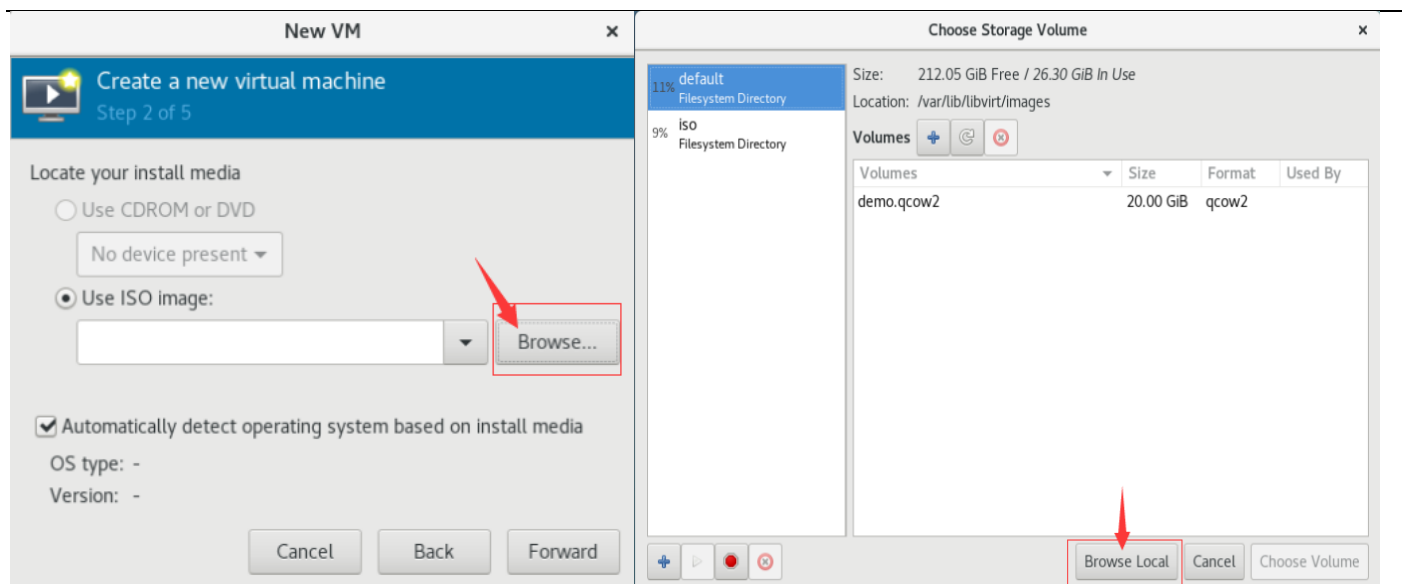 New VM
Create a new virtual machine
Step 2 of 5
Locate your install media
Use CDROM or DVD
No device present
Use ISO image:
Browse...
Automatically detect operating system based on install media
OS type: -
Version: -
Cancel Back Forward
Choose Storage Volume
11% default
Filesystem Directory
9% iso
Filesystem Directory
Size: 212.05 GiB Free / 26.30 GiB In Use
Location: /var/lib/libvirt/images
Volumes
Volumes Size Format Used By
demo.qcow2 20.00 GiB qcow2
Browse Local Cancel Choose Volume